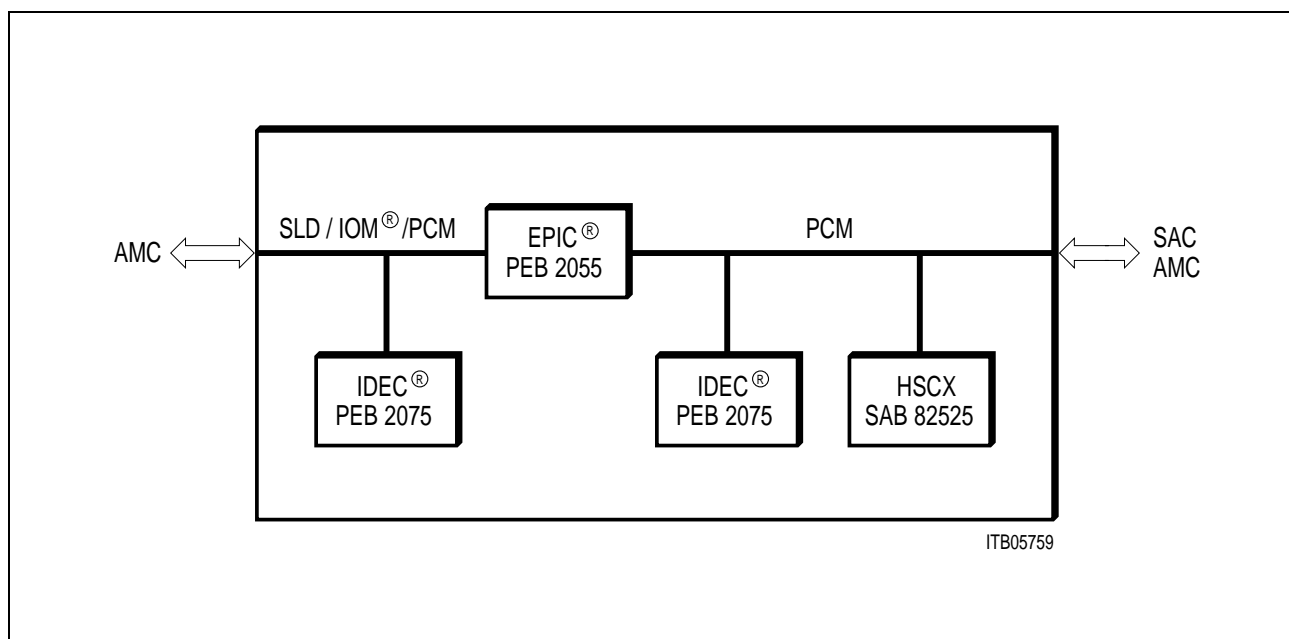 SLD / IOM®/PCM
EPIC®
PEB 2055
PCM
AMC
SAC
AMC
IDEC®
PEB 2075
IDEC®
PEB 2075
HSCX
SAB 82525
ITB05759